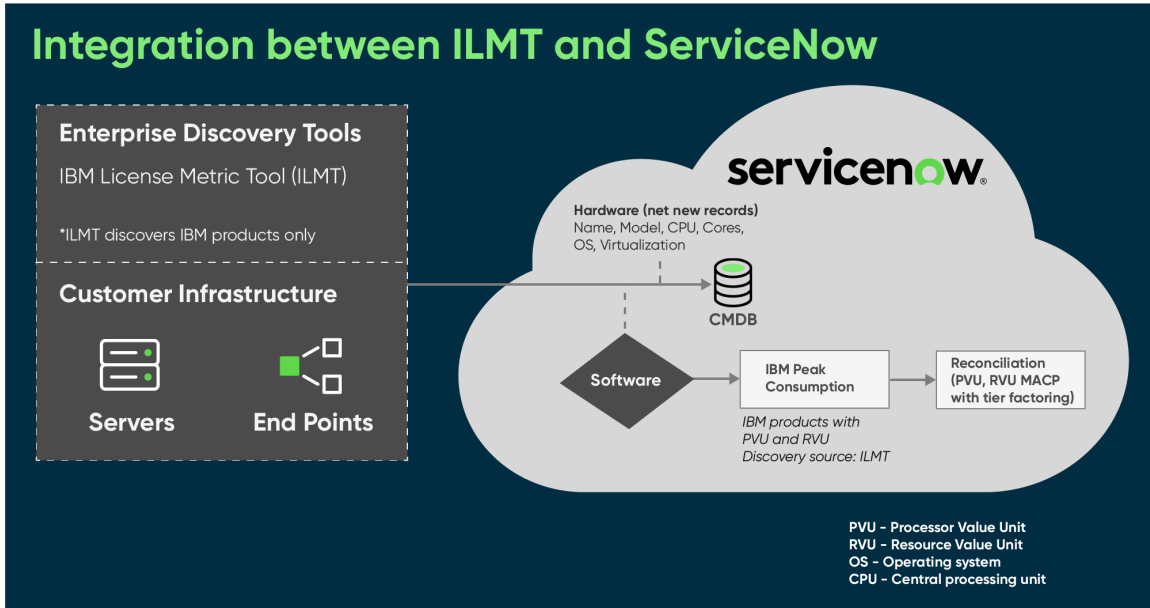 Integration between ILMT and ServiceNow
Enterprise Discovery Tools
IBM License Metric Tool (ILMT)
*ILMT discovers IBM products only
Customer Infrastructure
Servers
End Points
servicenow®
Hardware (net new records)
Name, Model, CPU, Cores,
OS, Virtualization
CMDB
Software
IBM Peak
Consumption
IBM products with
PVU and RVU
Discovery source: ILMT
Reconciliation
(PVU, RVU MACP
with tier factoring)
PVU - Processor Value Unit
RVU - Resource Value Unit
OS - Operating system
CPU - Central processing unit